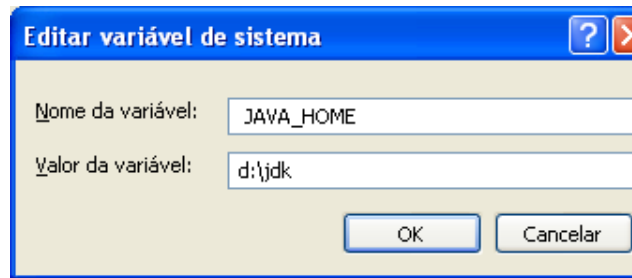 Editar variável de sistema
Nome da variável: JAVA_HOME
Valor da variável: d:\jdk
OK Cancelar